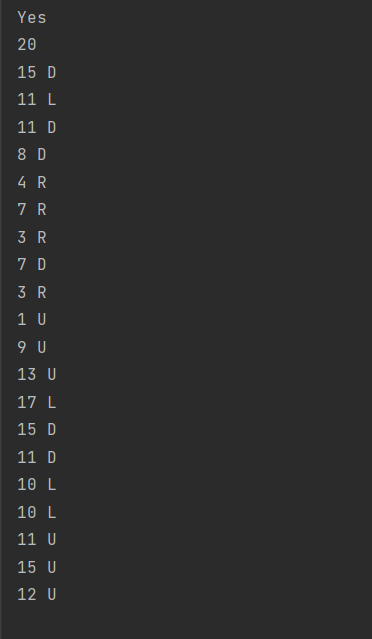 Yes
20
15 D
11 L
11 D
8 D
4 R
7 R
3 R
7 D
3 R
1 U
9 U
13 U
17 L
15 D
11 D
10 L
10 L
11 U
15 U
12 U